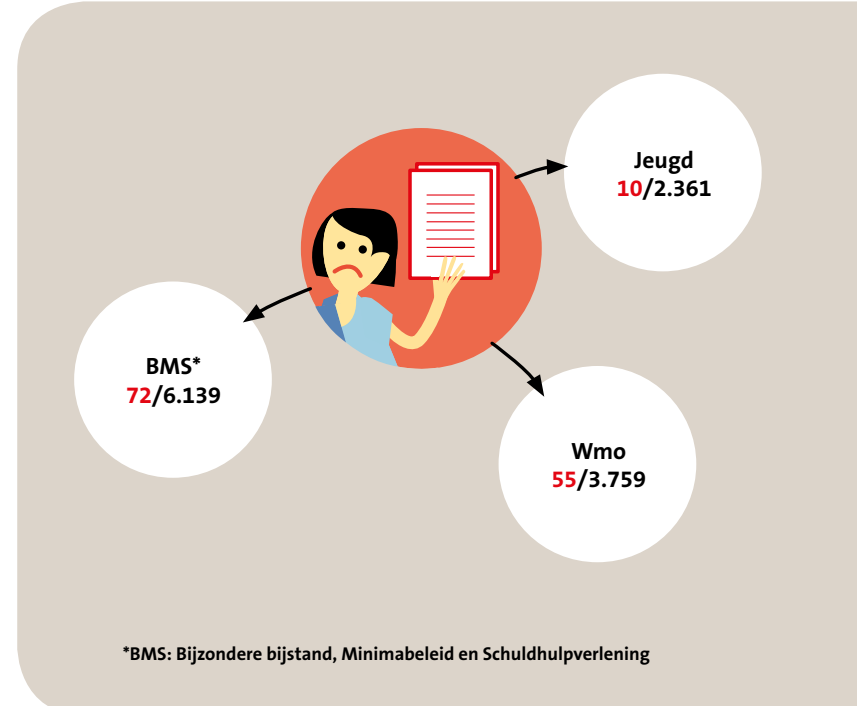 Jeugd
10/2.361
BMS*
72/6.139
Wmo
55/3.759
*BMS: Bijzondere bijstand, Minimabeleid en Schuldhulpverlening